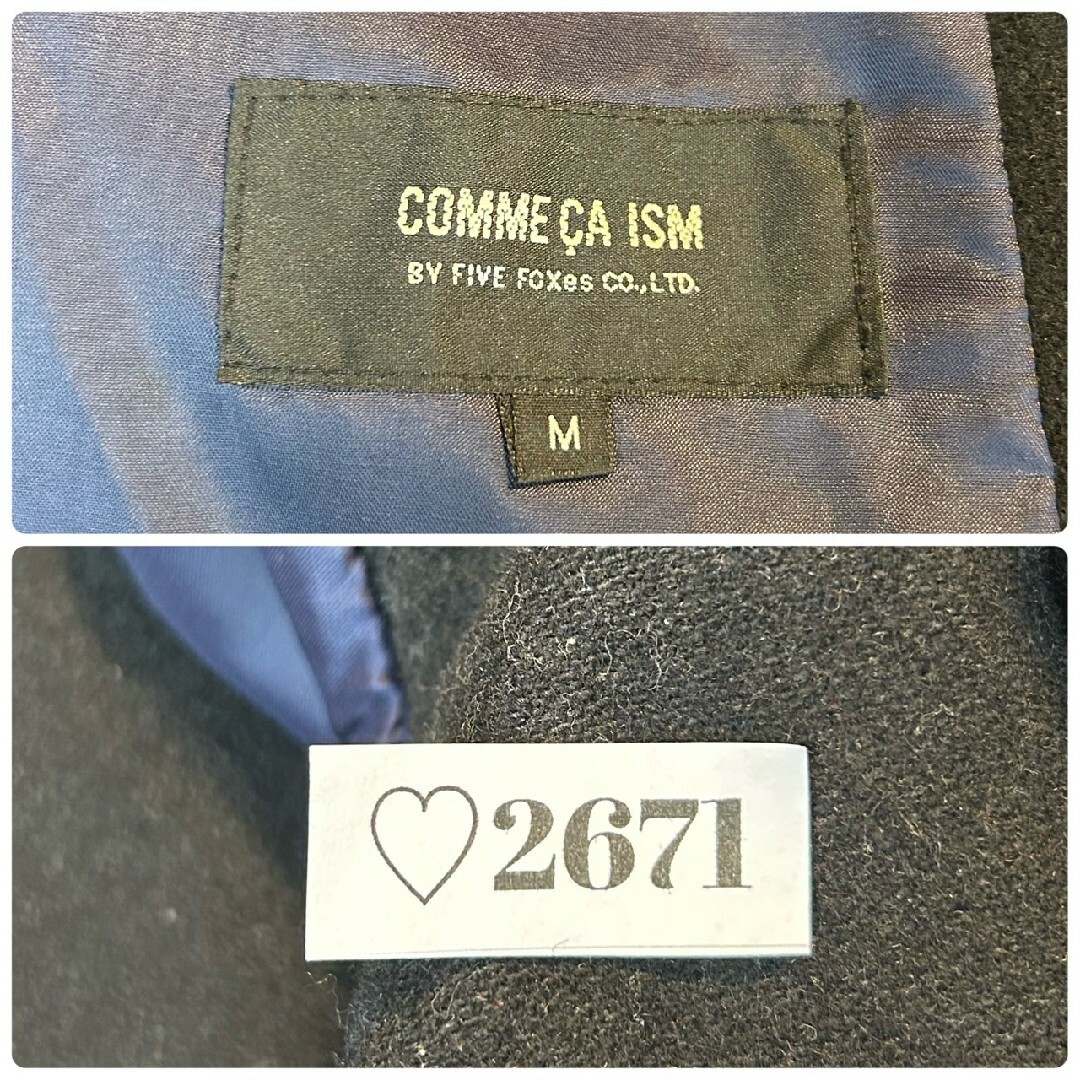 COMME ÇA ISM
BY FIVE FOXes CO.,LTD.
M
♡2671